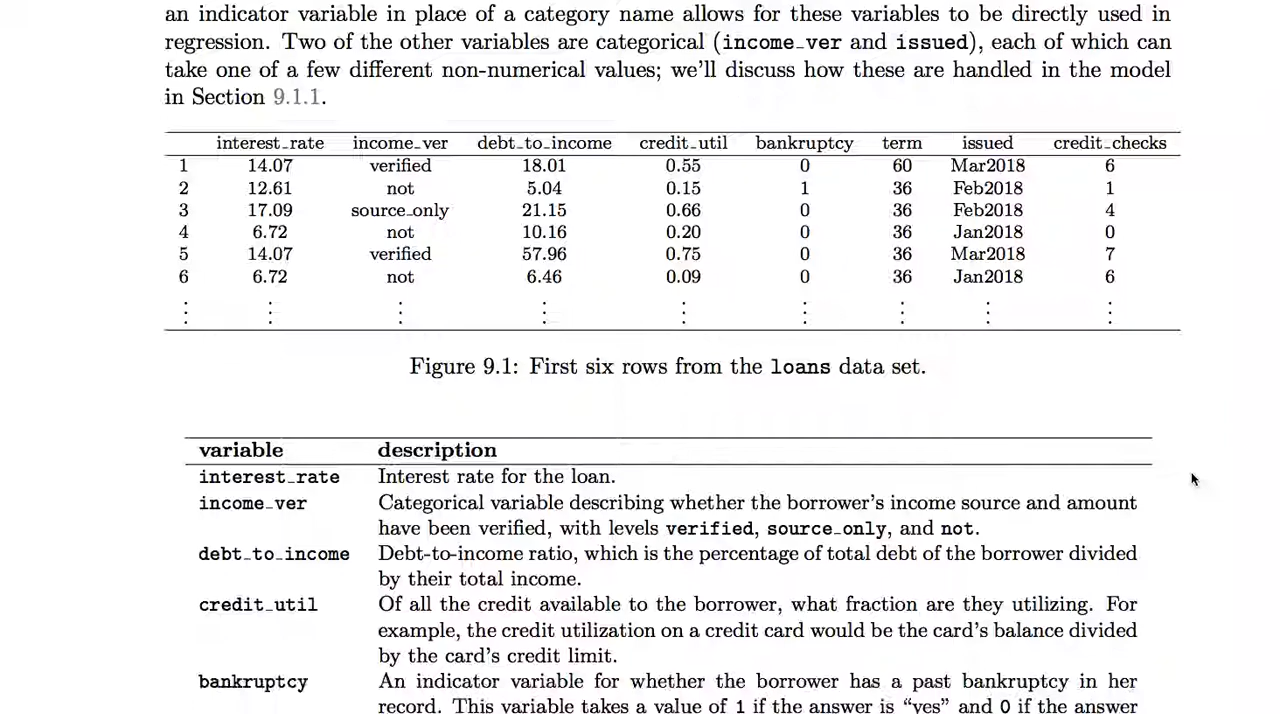 an indicator variable in place of a category name allows for these variables to be directly used in
regression. Two of the other variables are categorical (income_ver and issued), each of which can
take one of a few different non-numerical values; we'll discuss how these are handled in the model
in Section 9.1.1.
interest_rate income_ver debt_to_income credit_util bankruptcy term issued credit_checks
1 14.07 verified 18.01 0.55 0 60 Mar2018 6
2 12.61 not 5.04 0.15 1 36 Feb2018 1
3 17.09 source_only 21.15 0.66 0 36 Feb2018 4
4 6.72 not 10.16 0.20 0 36 Jan2018 0
5 14.07 verified 57.96 0.75 0 36 Mar2018 7
6 6.72 not 6.46 0.09 0 36 Jan2018 6
⋮ ⋮ ⋮ ⋮ ⋮ ⋮ ⋮ ⋮ ⋮
Figure 9.1: First six rows from the loans data set.
variable description
interest_rate Interest rate for the loan.
income_ver Categorical variable describing whether the borrower's income source and amount
have been verified, with levels verified, source_only, and not.
debt_to_income Debt-to-income ratio, which is the percentage of total debt of the borrower divided
by their total income.
credit_util Of all the credit available to the borrower, what fraction are they utilizing. For
example, the credit utilization on a credit card would be the card's balance divided
by the card's credit limit.
bankruptcy An indicator variable for whether the borrower has a past bankruptcy in her
record. This variable takes a value of 1 if the answer is "yes" and 0 if the answer